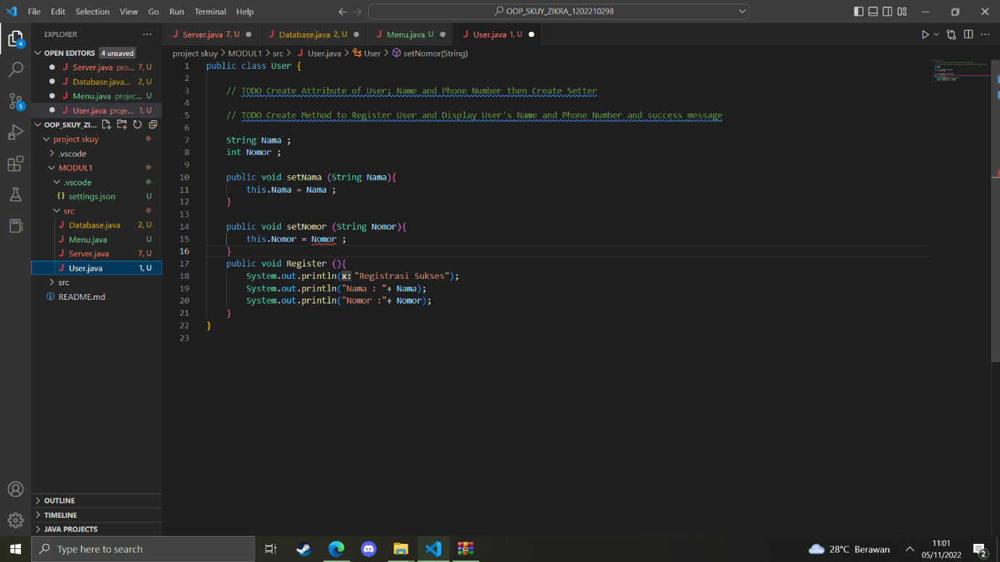 File Edit Selection View Go Run Terminal Help
OOP_SKUY_ZIKRA_1202210298
EXPLORER
Server.java 7, U
Database.java 2, U
Menu.java U
User.java 1, U
OPEN EDITORS 4 unsaved
project skuy > MODUL1 > src > User.java > User > setNomor(String)
Server.java pro... 7, U
Database.java... 2, U
Menu.java projec... U
User.java proje... 1, U
OOP_SKUY_ZI...
project skuy
.vscode
MODUL1
.vscode
settings.json U
src
Database.java 2, U
Menu.java U
Server.java 7, U
User.java 1, U
src
README.md
OUTLINE
TIMELINE
JAVA PROJECTS
4
5
1 public class User {
2
3 // TODO Create Attribute of User; Name and Phone Number then Create Setter
4
5 // TODO Create Method to Register User and Display User's Name and Phone Number and success message
6
7 String Nama ;
8 int Nomor ;
9
10 public void setNama (String Nama){
11 this.Nama = Nama ;
12 }
13
14 public void setNomor (String Nomor){
15 this.Nomor = Nomor ;
16 }
17 public void Register (){
18 System.out.println(x: "Registrasi Sukses");
19 System.out.println("Nama : "+ Nama);
20 System.out.println("Nomor :"+ Nomor);
21 }
22 }
23
Type here to search
28°C Berawan
11:01
05/11/2022
2